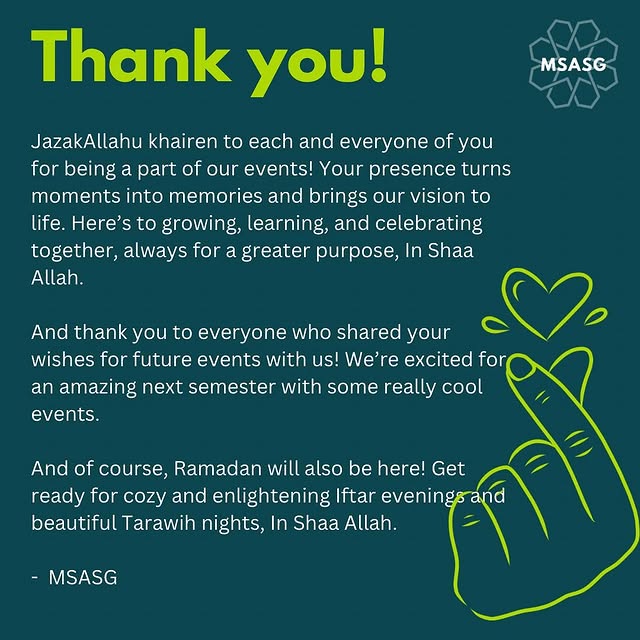 Thank you!
MSASG
JazakAllahu khairen to each and everyone of you
for being a part of our events! Your presence turns
moments into memories and brings our vision to
life. Here’s to growing, learning, and celebrating
together, always for a greater purpose, In Shaa
Allah.
And thank you to everyone who shared your
wishes for future events with us! We’re excited for
an amazing next semester with some really cool
events.
And of course, Ramadan will also be here! Get
ready for cozy and enlightening Iftar evenings and
beautiful Tarawih nights, In Shaa Allah.
- MSASG